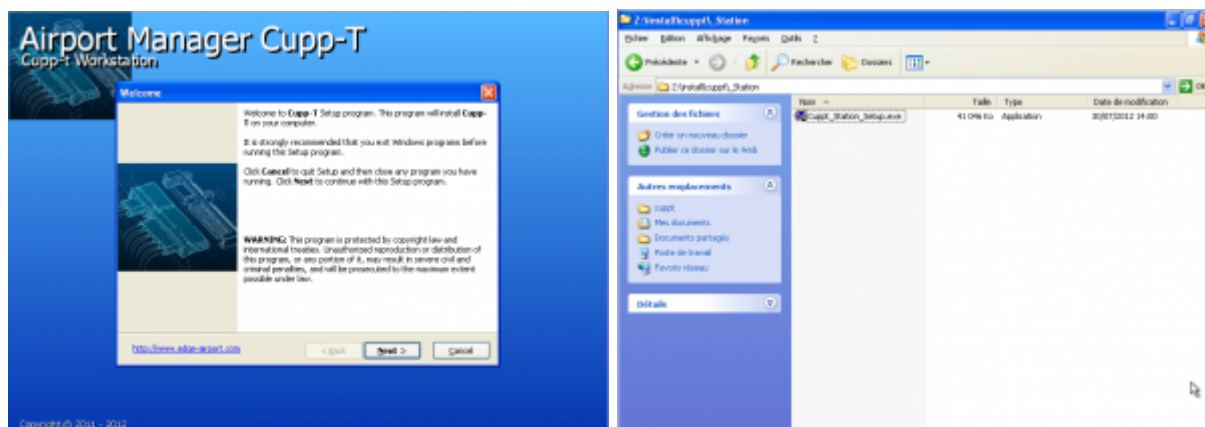 Airport Manager Cupp-T
Cupp-t Workstation
Welcome
Welcome to Cupp-T Setup program. This program will install Cupp-
T on your computer.
It is strongly recommended that you exit Windows programs before
running this Setup program.
Click Cancel to quit Setup and then close any program you have
running. Click Next to continue with this Setup program.
WARNING: This program is protected by copyright law and
international treaties. Unauthorized reproduction or distribution of
this program, or any portion of it, may result in severe civil and
criminal penalties, and will be prosecuted to the maximum extent
possible under law.
http://www.edge-airport.com
< Back Next > Cancel
Copyright © 2011 - 2012
Z:\install\cuppt\_Station
Fichier Edition Affichage Favoris Outils ?
Précédente Rechercher Dossiers
Adresse Z:\install\cuppt\_Station
Nom Taille Type Date de modification
Cuppt_Station_Setup.exe Application 30/07/2012 14:00
Gestion des fichiers
Créer un nouveau dossier
Publier ce dossier sur le Web
Autres emplacements
cuppt
Mes documents
Documents partagés
Poste de travail
Favoris réseau
Détails